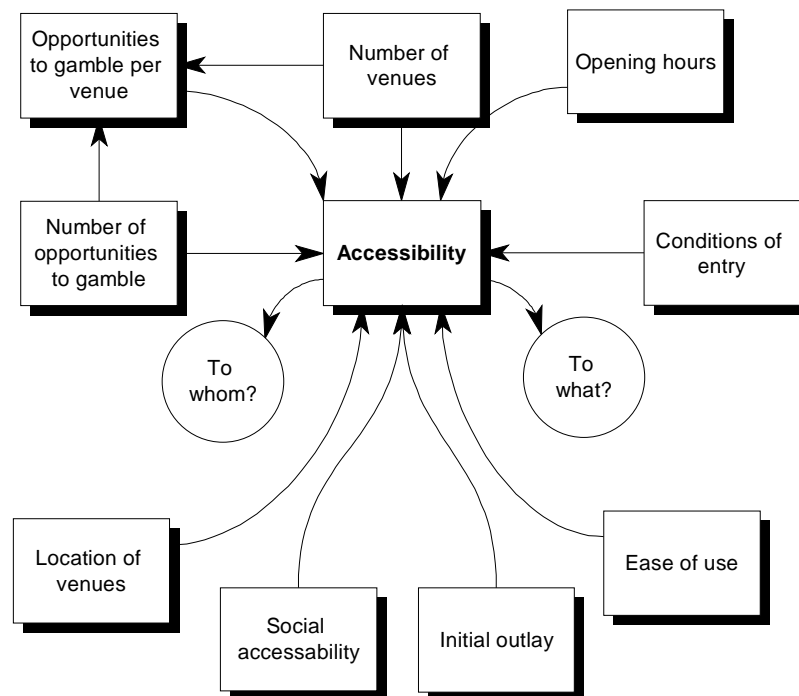 Opportunities
to gamble per
venue
Number of
venues
Opening hours
Number of
opportunities
to gamble
Accessibility
Conditions of
entry
To
whom?
To
what?
Location of
venues
Social
accessability
Initial outlay
Ease of use